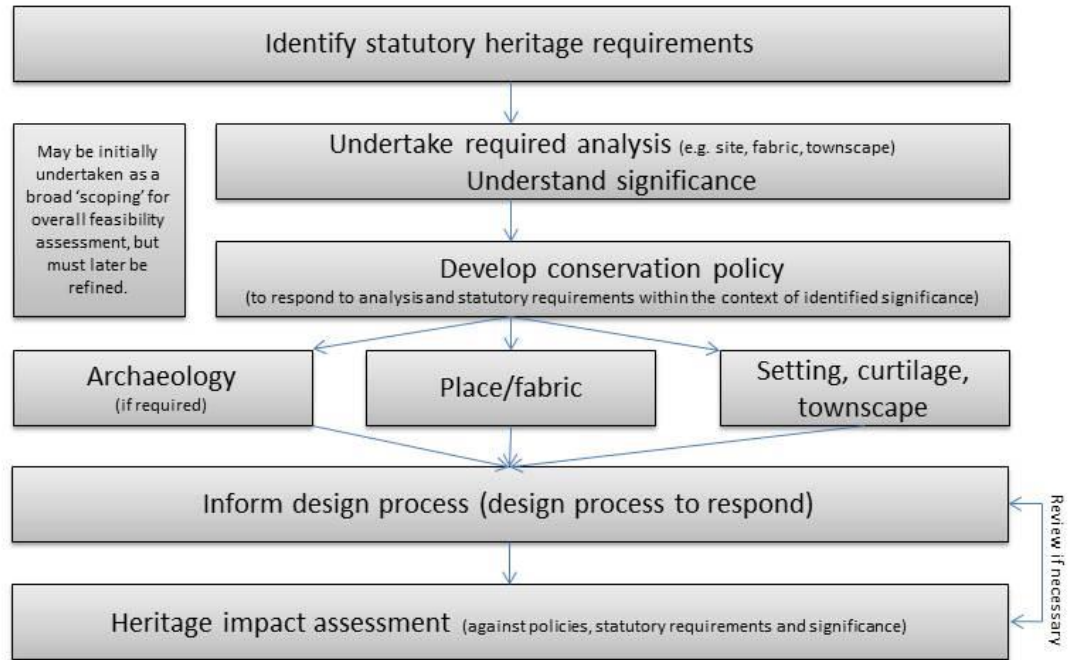 Identify statutory heritage requirements
May be initially
undertaken as a
broad ‘scoping’ for
overall feasibility
assessment, but
must later be
refined.
Undertake required analysis (e.g. site, fabric, townscape)
Understand significance
Develop conservation policy
(to respond to analysis and statutory requirements within the context of identified significance)
Archaeology
(if required)
Place/fabric
Setting, curtilage,
townscape
Inform design process (design process to respond)
Review if necessary
Heritage impact assessment (against policies, statutory requirements and significance)